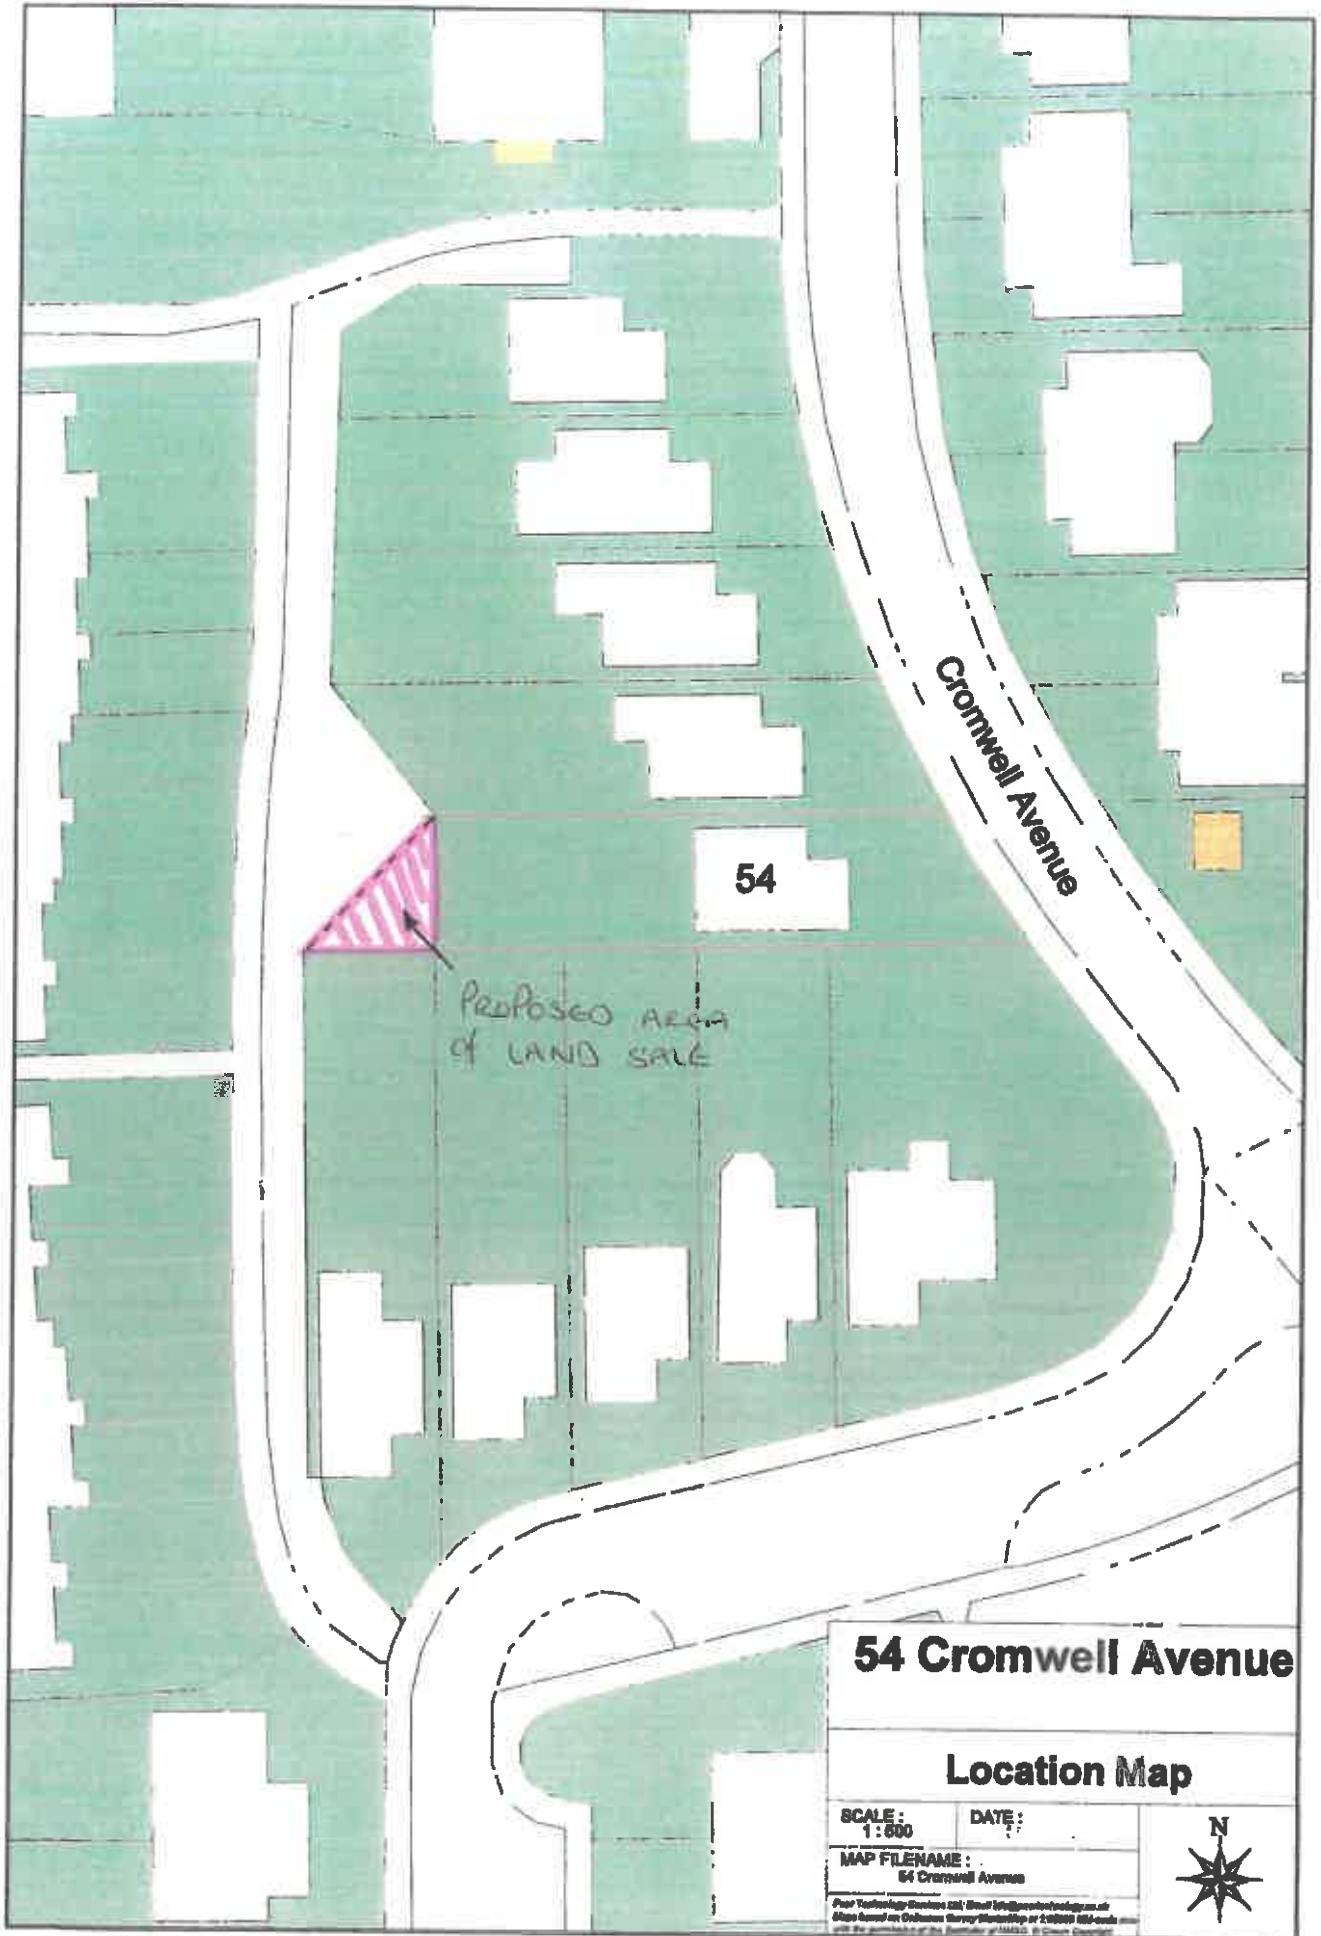 Cromwell Avenue
54
PROPOSED AREA
of LAND SALE
54 Cromwell Avenue
Location Map
SCALE :
1 : 500
DATE :
MAP FILENAME :
54 Cromwell Avenue
N